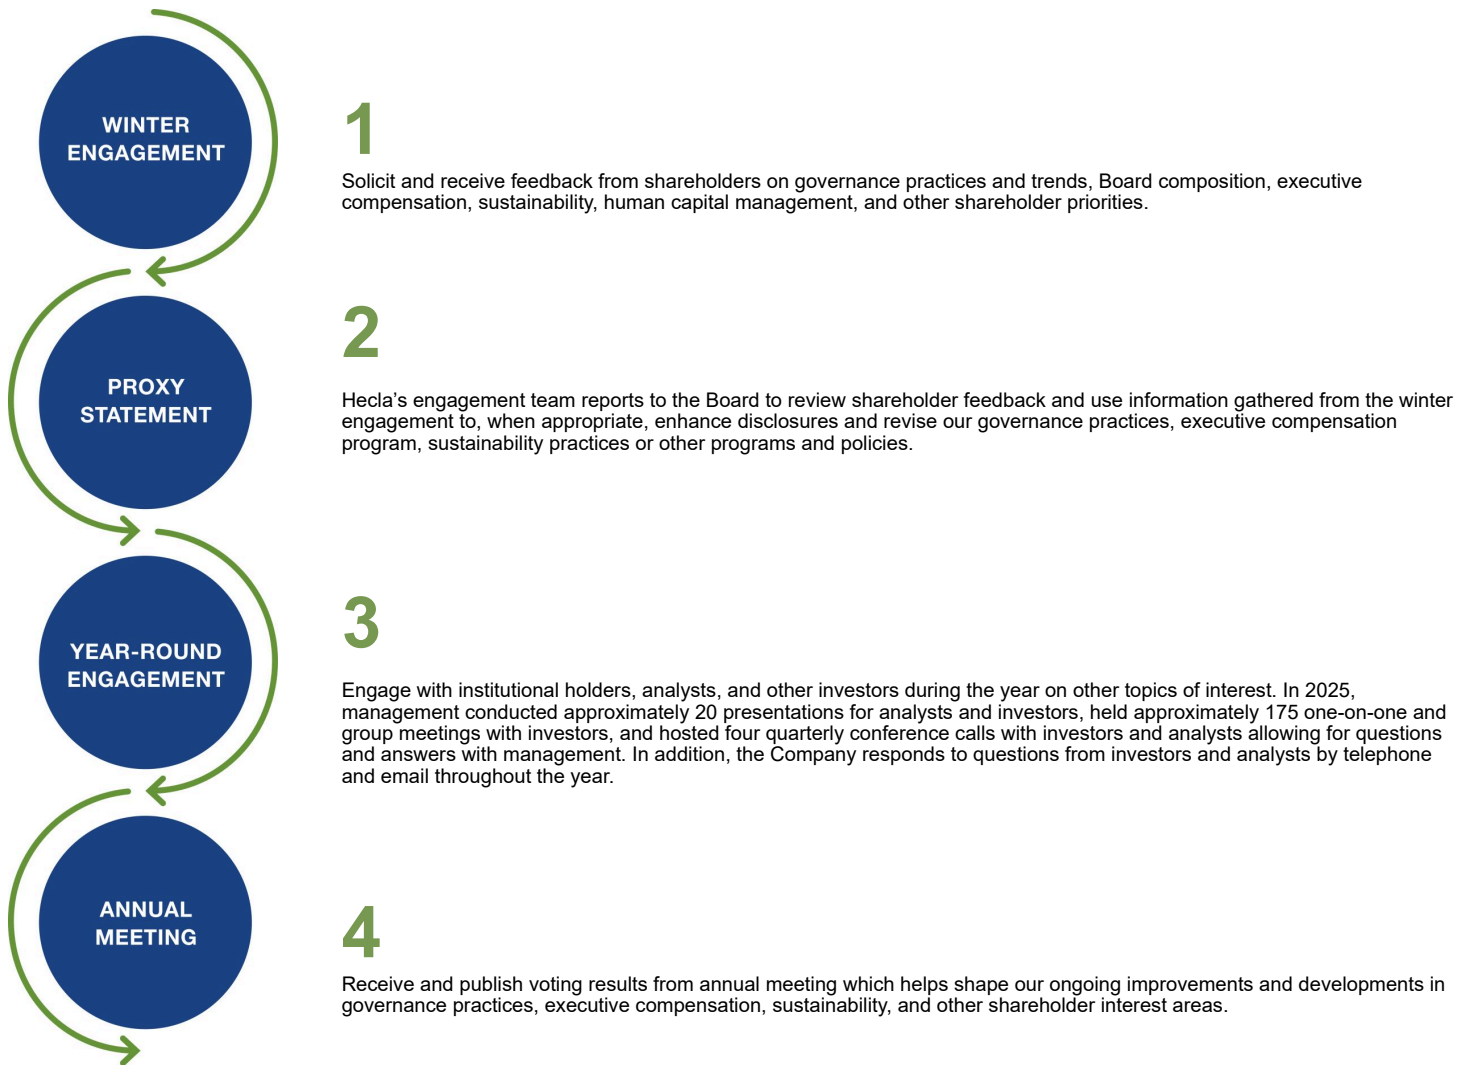 WINTER
ENGAGEMENT
1
Solicit and receive feedback from shareholders on governance practices and trends, Board composition, executive
compensation, sustainability, human capital management, and other shareholder priorities.
PROXY
STATEMENT
2
Hecla's engagement team reports to the Board to review shareholder feedback and use information gathered from the winter
engagement to, when appropriate, enhance disclosures and revise our governance practices, executive compensation
program, sustainability practices or other programs and policies.
YEAR-ROUND
ENGAGEMENT
3
Engage with institutional holders, analysts, and other investors during the year on other topics of interest. In 2025,
management conducted approximately 20 presentations for analysts and investors, held approximately 175 one-on-one and
group meetings with investors, and hosted four quarterly conference calls with investors and analysts allowing for questions
and answers with management. In addition, the Company responds to questions from investors and analysts by telephone
and email throughout the year.
ANNUAL
MEETING
4
Receive and publish voting results from annual meeting which helps shape our ongoing improvements and developments in
governance practices, executive compensation, sustainability, and other shareholder interest areas.